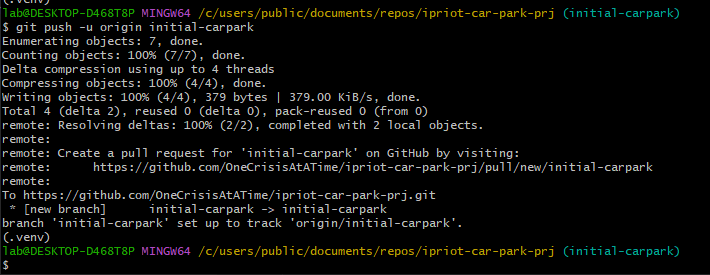 (.venv)
lab@DESKTOP-D468T8P MINGW64 /c/users/public/documents/repos/ipriot-car-park-prj (initial-carpark)
$ git push -u origin initial-carpark
Enumerating objects: 7, done.
Counting objects: 100% (7/7), done.
Delta compression using up to 4 threads
Compressing objects: 100% (4/4), done.
Writing objects: 100% (4/4), 379 bytes | 379.00 KiB/s, done.
Total 4 (delta 2), reused 0 (delta 0), pack-reused 0 (from 0)
remote: Resolving deltas: 100% (2/2), completed with 2 local objects.
remote:
remote: Create a pull request for 'initial-carpark' on GitHub by visiting:
remote:      https://github.com/OneCrisisAtATime/ipriot-car-park-prj/pull/new/initial-carpark
remote:
To https://github.com/OneCrisisAtATime/ipriot-car-park-prj.git
 * [new branch]      initial-carpark -> initial-carpark
branch 'initial-carpark' set up to track 'origin/initial-carpark'.
(.venv)
lab@DESKTOP-D468T8P MINGW64 /c/users/public/documents/repos/ipriot-car-park-prj (initial-carpark)
$